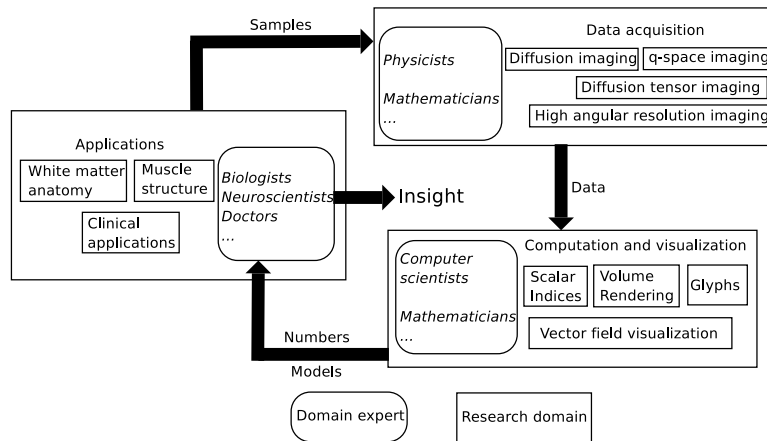 Samples
Data acquisition
Physicists
Mathematicians
...
Diffusion imaging
q-space imaging
Diffusion tensor imaging
High angular resolution imaging
Applications
White matter
anatomy
Muscle
structure
Clinical
applications
Biologists
Neuroscientists
Doctors
...
Insight
Data
Computation and visualization
Computer
scientists
Mathematicians
...
Scalar
Indices
Volume
Rendering
Glyphs
Vector field visualization
Numbers
Models
Domain expert
Research domain